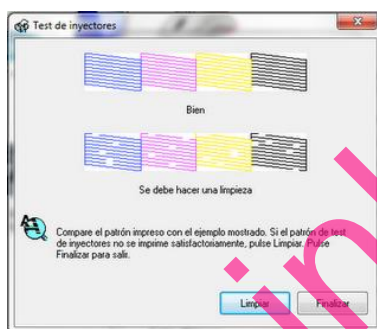 Test de inyectores
Bien
Se debe hacer una limpieza
Compare el patrón impreso con el ejemplo mostrado. Si el patrón de test
de inyectores no se imprime satisfactoriamente, pulse Limpiar. Pulse
Finalizar para salir.
Limpiar
Finalizar
ink